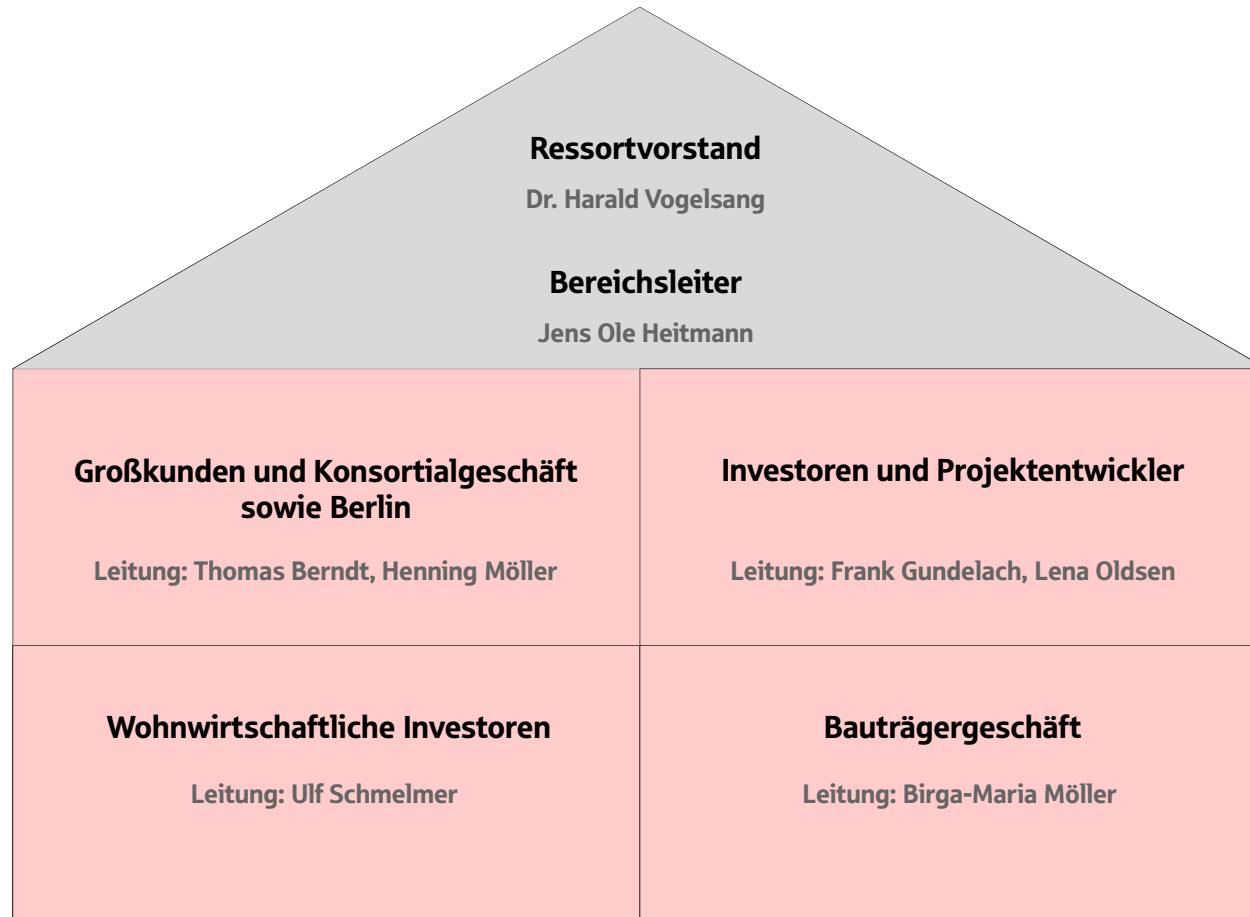 Ressortvorstand
Dr. Harald Vogelsang
Bereichsleiter
Jens Ole Heitmann
Großkunden und Konsortialgeschäft
sowie Berlin
Leitung: Thomas Berndt, Henning Möller
Investoren und Projektentwickler
Leitung: Frank Gundelach, Lena Oldsen
Wohnwirtschaftliche Investoren
Leitung: Ulf Schmelmer
Bauträgergeschäft
Leitung: Birga-Maria Möller